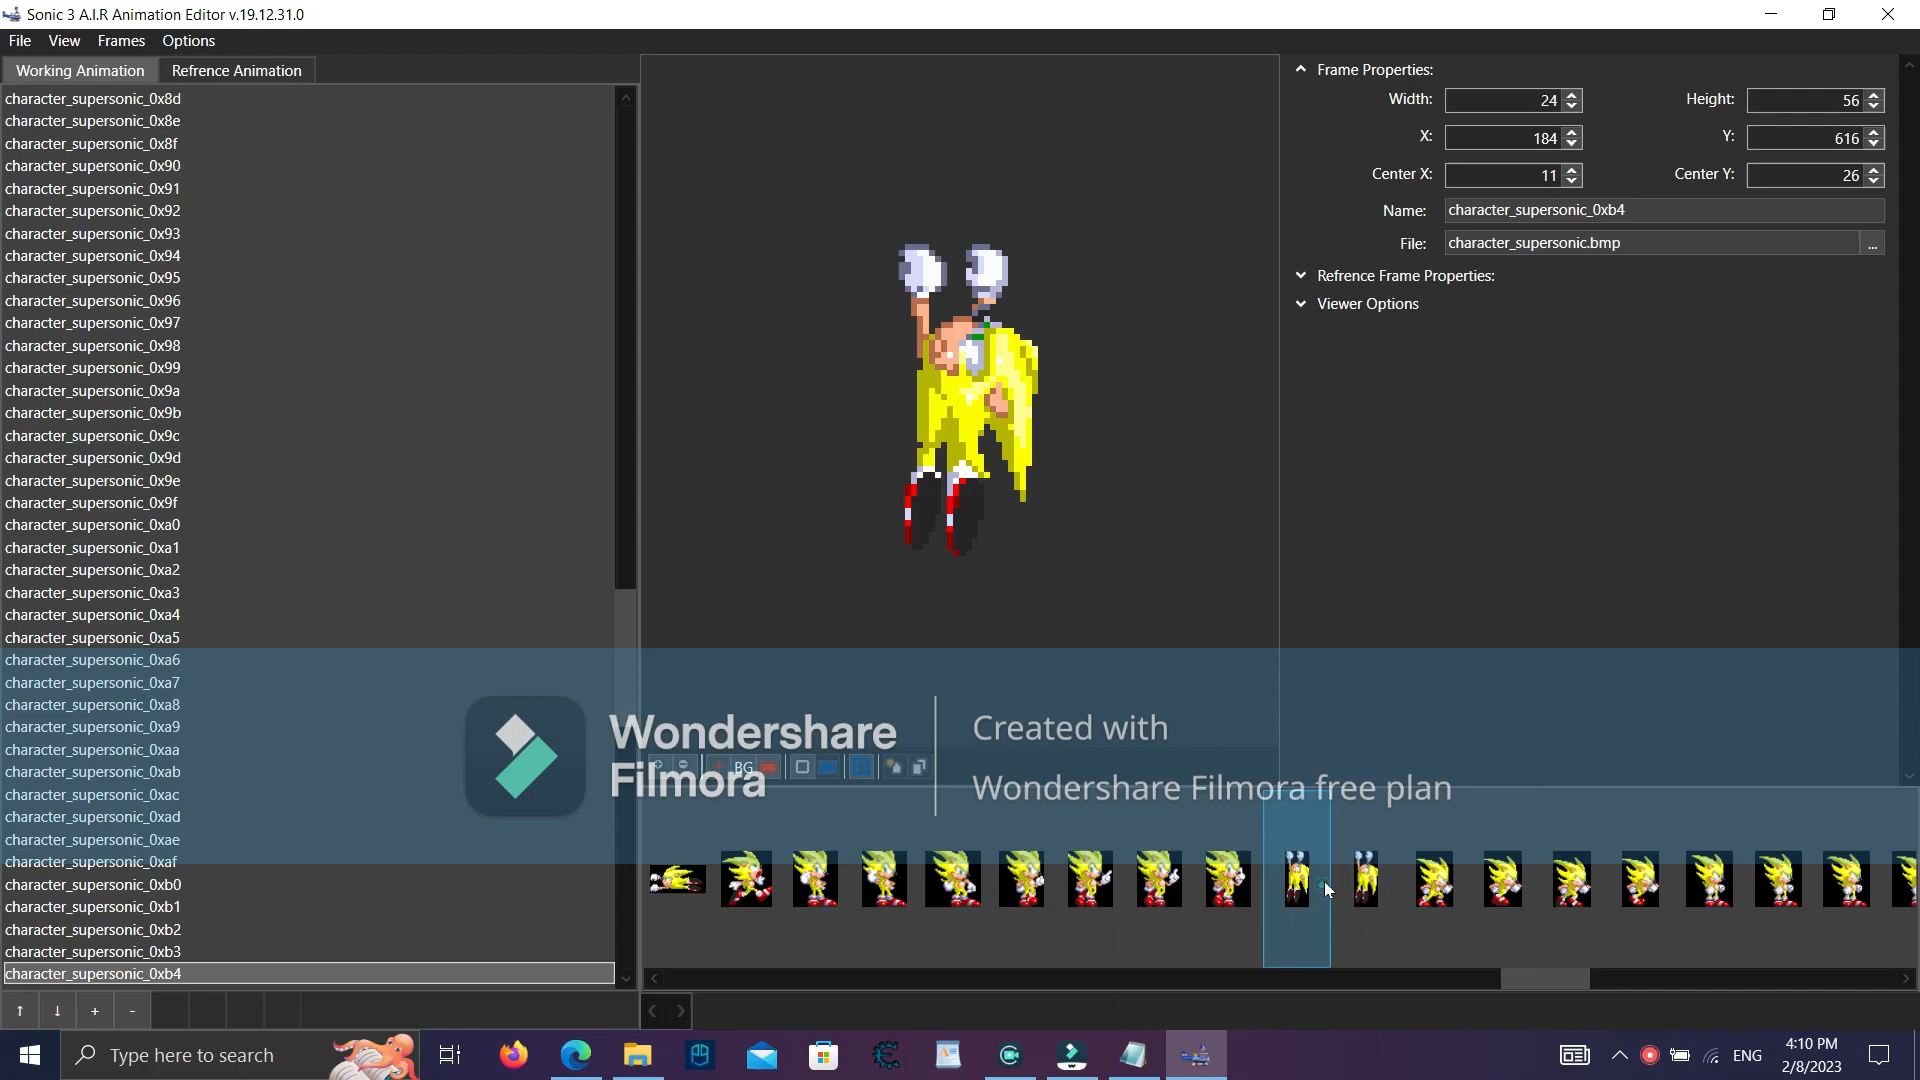 Sonic 3 A.I.R Animation Editor v.19.12.31.0
File View Frames Options
Working Animation Refrence Animation
character_supersonic_0x8d
character_supersonic_0x8e
character_supersonic_0x8f
character_supersonic_0x90
character_supersonic_0x91
character_supersonic_0x92
character_supersonic_0x93
character_supersonic_0x94
character_supersonic_0x95
character_supersonic_0x96
character_supersonic_0x97
character_supersonic_0x98
character_supersonic_0x99
character_supersonic_0x9a
character_supersonic_0x9b
character_supersonic_0x9c
character_supersonic_0x9d
character_supersonic_0x9e
character_supersonic_0x9f
character_supersonic_0xa0
character_supersonic_0xa1
character_supersonic_0xa2
character_supersonic_0xa3
character_supersonic_0xa4
character_supersonic_0xa5
character_supersonic_0xa6
character_supersonic_0xa7
character_supersonic_0xa8
character_supersonic_0xa9
character_supersonic_0xaa
character_supersonic_0xab
character_supersonic_0xac
character_supersonic_0xad
character_supersonic_0xae
character_supersonic_0xaf
character_supersonic_0xb0
character_supersonic_0xb1
character_supersonic_0xb2
character_supersonic_0xb3
character_supersonic_0xb4
Frame Properties:
Width: 24 Height: 56
X: 184 Y: 616
Center X: 11 Center Y: 26
Name: character_supersonic_0xb4
File: character_supersonic.bmp ...
Refrence Frame Properties:
Viewer Options
BG
Wondershare
Filmora
Created with
Wondershare Filmora free plan
Type here to search
ENG
4:10 PM
2/8/2023